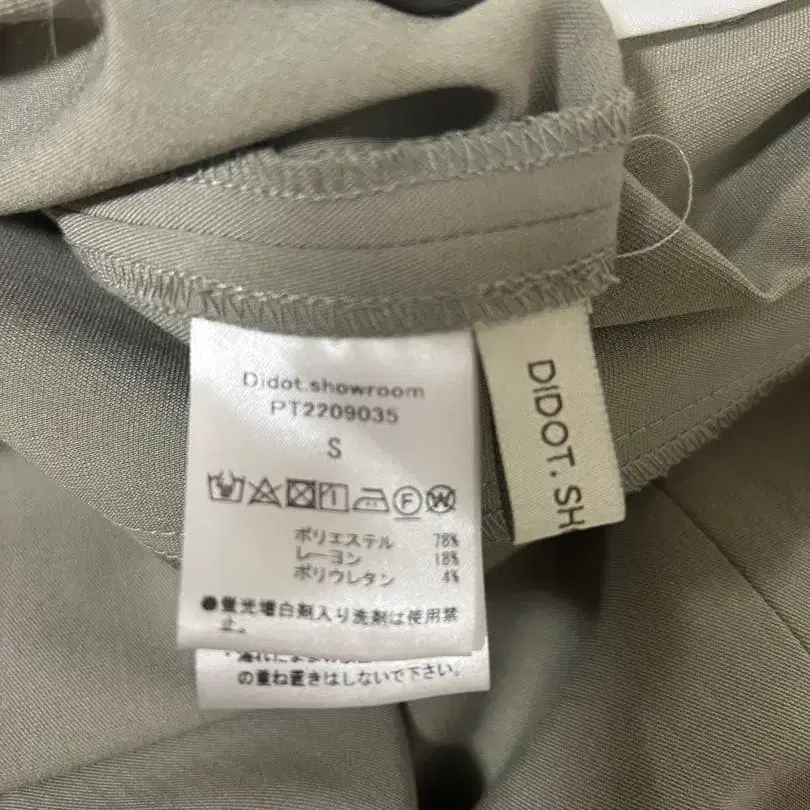 Didot.showroom
PT2209035
S
F W
ポリエステル 78%
レーヨン 18%
ポリウレタン 4%
●蛍光増白剤入り洗剤は使用禁
止。
の重ね置きはしないで下さい。
DIDOT. SH